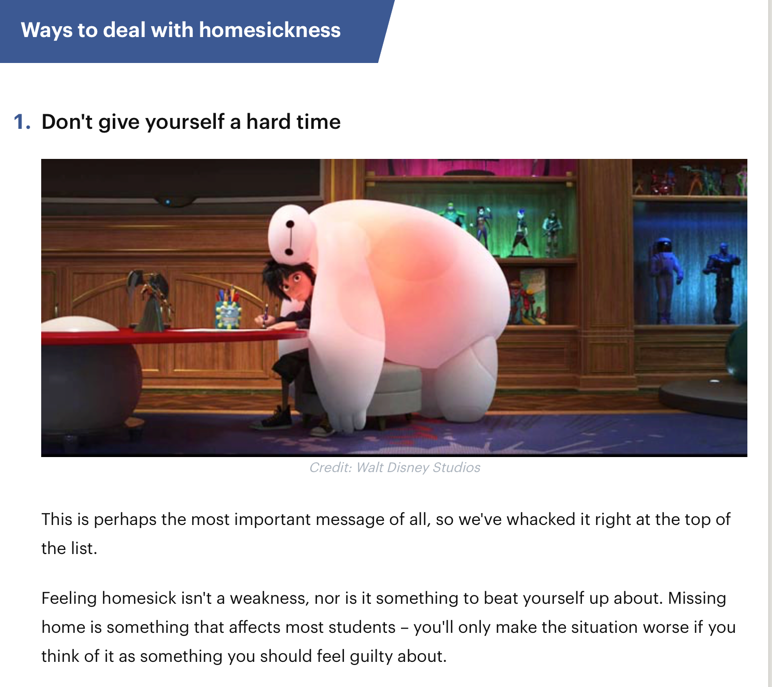 Ways to deal with homesickness
1. Don't give yourself a hard time
Credit: Walt Disney Studios
This is perhaps the most important message of all, so we've whacked it right at the top of
the list.
Feeling homesick isn't a weakness, nor is it something to beat yourself up about. Missing
home is something that affects most students – you'll only make the situation worse if you
think of it as something you should feel guilty about.